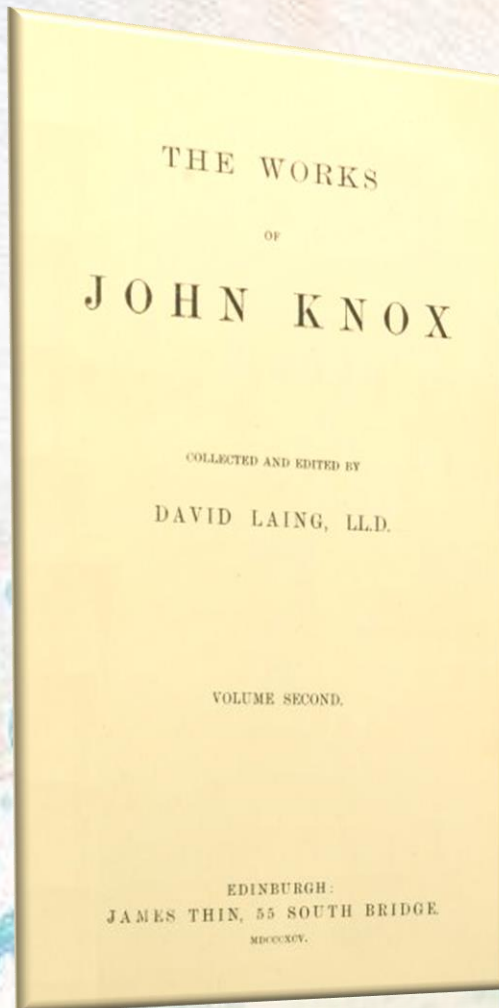 THE WORKS
OF
JOHN KNOX
COLLECTED AND EDITED BY
DAVID LAING, LL.D.
VOLUME SECOND.
EDINBURGH:
JAMES THIN, 55 SOUTH BRIDGE.
MDCCCXCV.